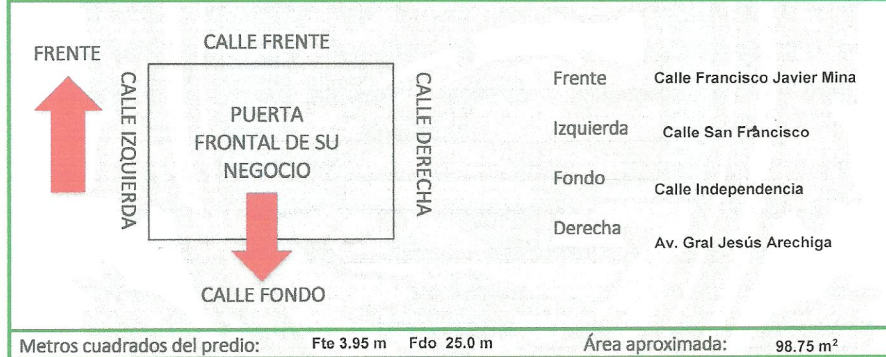 CALLE FRENTE
FRENTE
CALLE IZQUIERDA
PUERTA
FRONTAL DE SU
NEGOCIO
CALLE DERECHA
CALLE FONDO
Frente Calle Francisco Javier Mina
Izquierda Calle San Francisco
Fondo Calle Independencia
Derecha Av. Gral Jesús Arechiga
Metros cuadrados del predio: Fte 3.95 m Fdo 25.0 m Área aproximada: 98.75 m²